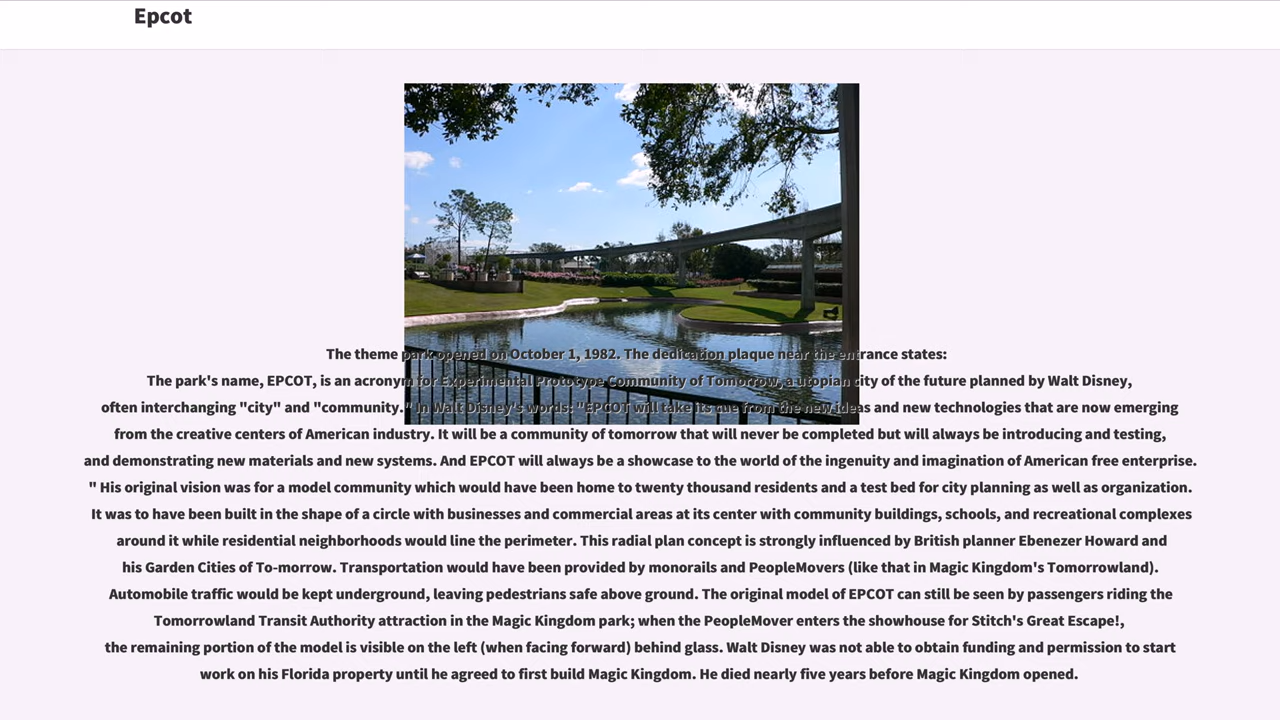 Epcot
The theme park opened on October 1, 1982. The dedication plaque near the entrance states:
The park's name, EPCOT, is an acronym for Experimental Prototype Community of Tomorrow, a utopian city of the future planned by Walt Disney,
often interchanging "city" and "community." In Walt Disney's words: "EPCOT will take its cue from the new ideas and new technologies that are now emerging
from the creative centers of American industry. It will be a community of tomorrow that will never be completed but will always be introducing and testing,
and demonstrating new materials and new systems. And EPCOT will always be a showcase to the world of the ingenuity and imagination of American free enterprise.
" His original vision was for a model community which would have been home to twenty thousand residents and a test bed for city planning as well as organization.
It was to have been built in the shape of a circle with businesses and commercial areas at its center with community buildings, schools, and recreational complexes
around it while residential neighborhoods would line the perimeter. This radial plan concept is strongly influenced by British planner Ebenezer Howard and
his Garden Cities of To-morrow. Transportation would have been provided by monorails and PeopleMovers (like that in Magic Kingdom's Tomorrowland).
Automobile traffic would be kept underground, leaving pedestrians safe above ground. The original model of EPCOT can still be seen by passengers riding the
Tomorrowland Transit Authority attraction in the Magic Kingdom park; when the PeopleMover enters the showhouse for Stitch's Great Escape!,
the remaining portion of the model is visible on the left (when facing forward) behind glass. Walt Disney was not able to obtain funding and permission to start
work on his Florida property until he agreed to first build Magic Kingdom. He died nearly five years before Magic Kingdom opened.